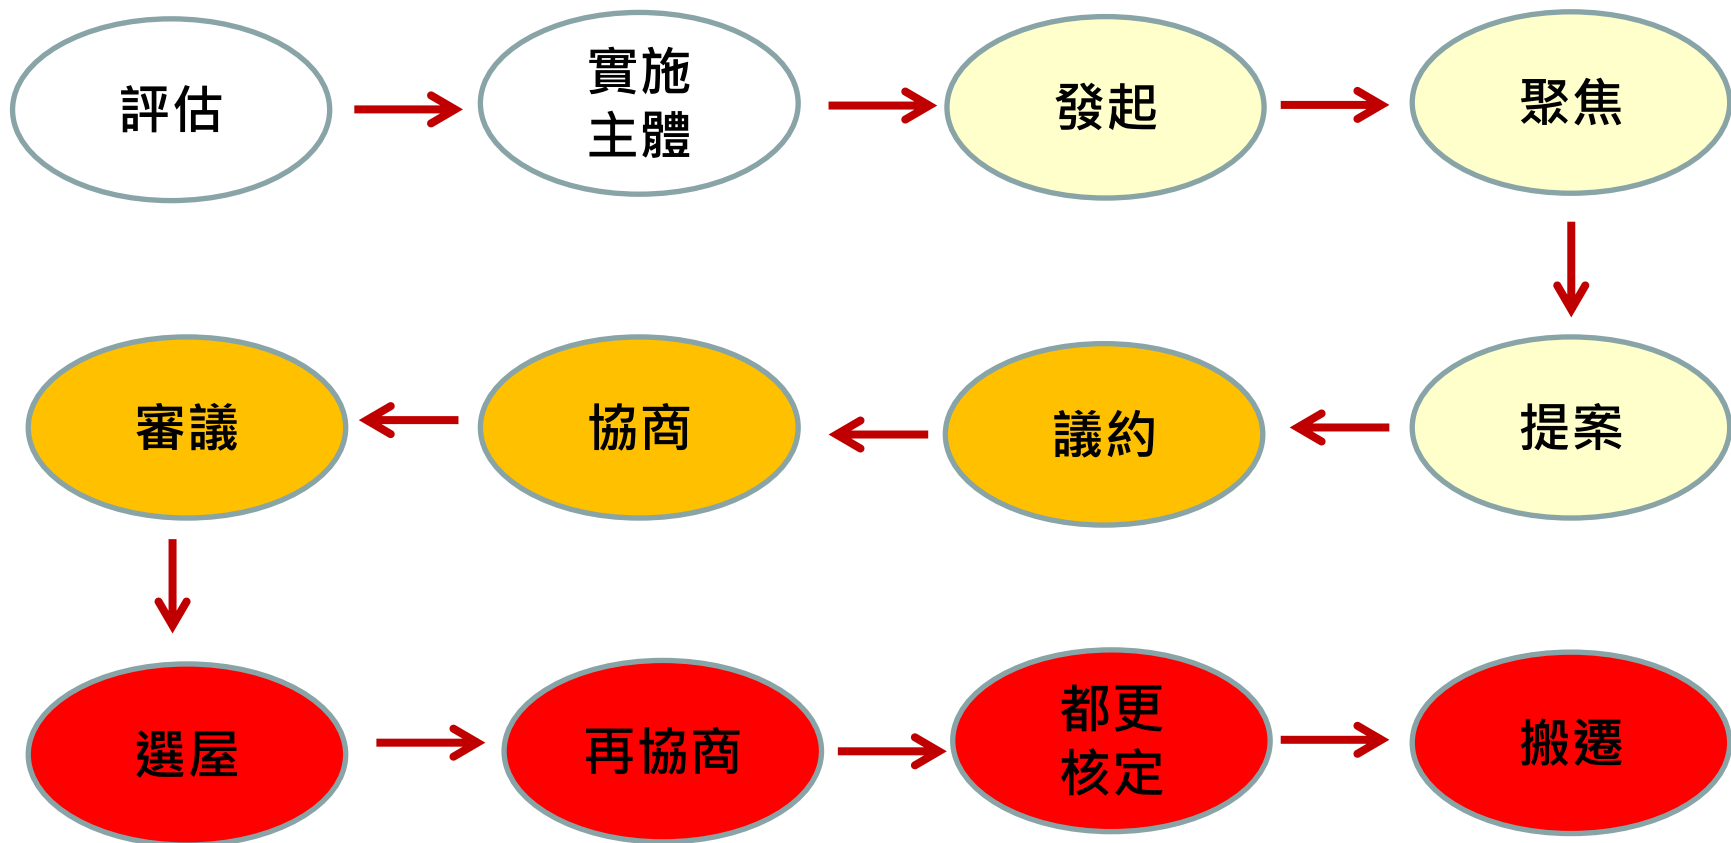 評估
實施
主體
發起
聚焦
提案
議約
協商
審議
選屋
再協商
都更
核定
搬遷